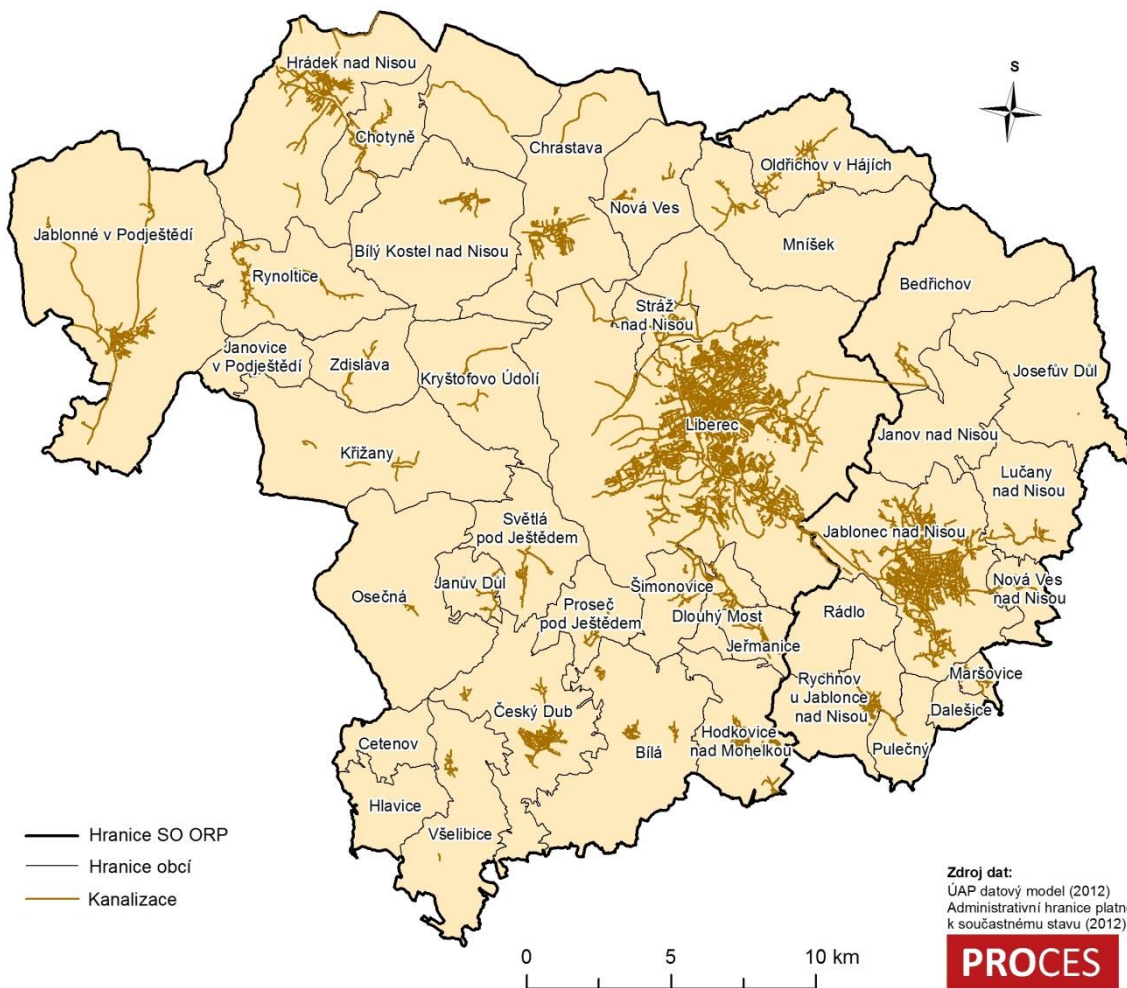 S
Hrádek nad Nisou
Chotyně
Chrastava
Oldřichov v Hájích
Nová Ves
Jablonné v Podještědí
Bílý Kostel nad Nisou
Mníšek
Rynoltice
Bedřichov
Stráž
nad Nisou
Janovice
v Podještědí
Zdislava
Kryštofovo Údolí
Josefův Důl
Liberec
Janov nad Nisou
Křižany
Lučany
nad Nisou
Světlá
pod Ještědem
Jablonec nad Nisou
Janův Důl
Šimonovice
Nová Ves
nad Nisou
Osečná
Proseč
pod Ještědem
Dlouhý Most
Rádlo
Jeřmanice
Maršovice
Rychnov
u Jablonce
nad Nisou
Dalešice
Český Dub
Hodkovice
nad Mohelkou
Bílá
Pulečný
Cetenov
Hlavice
Všelibice
Hranice SO ORP
Hranice obcí
Kanalizace
Zdroj dat:
ÚAP datový model (2012)
Administrativní hranice platn
k součastnému stavu (2012)
0 5 10 km
PROCES